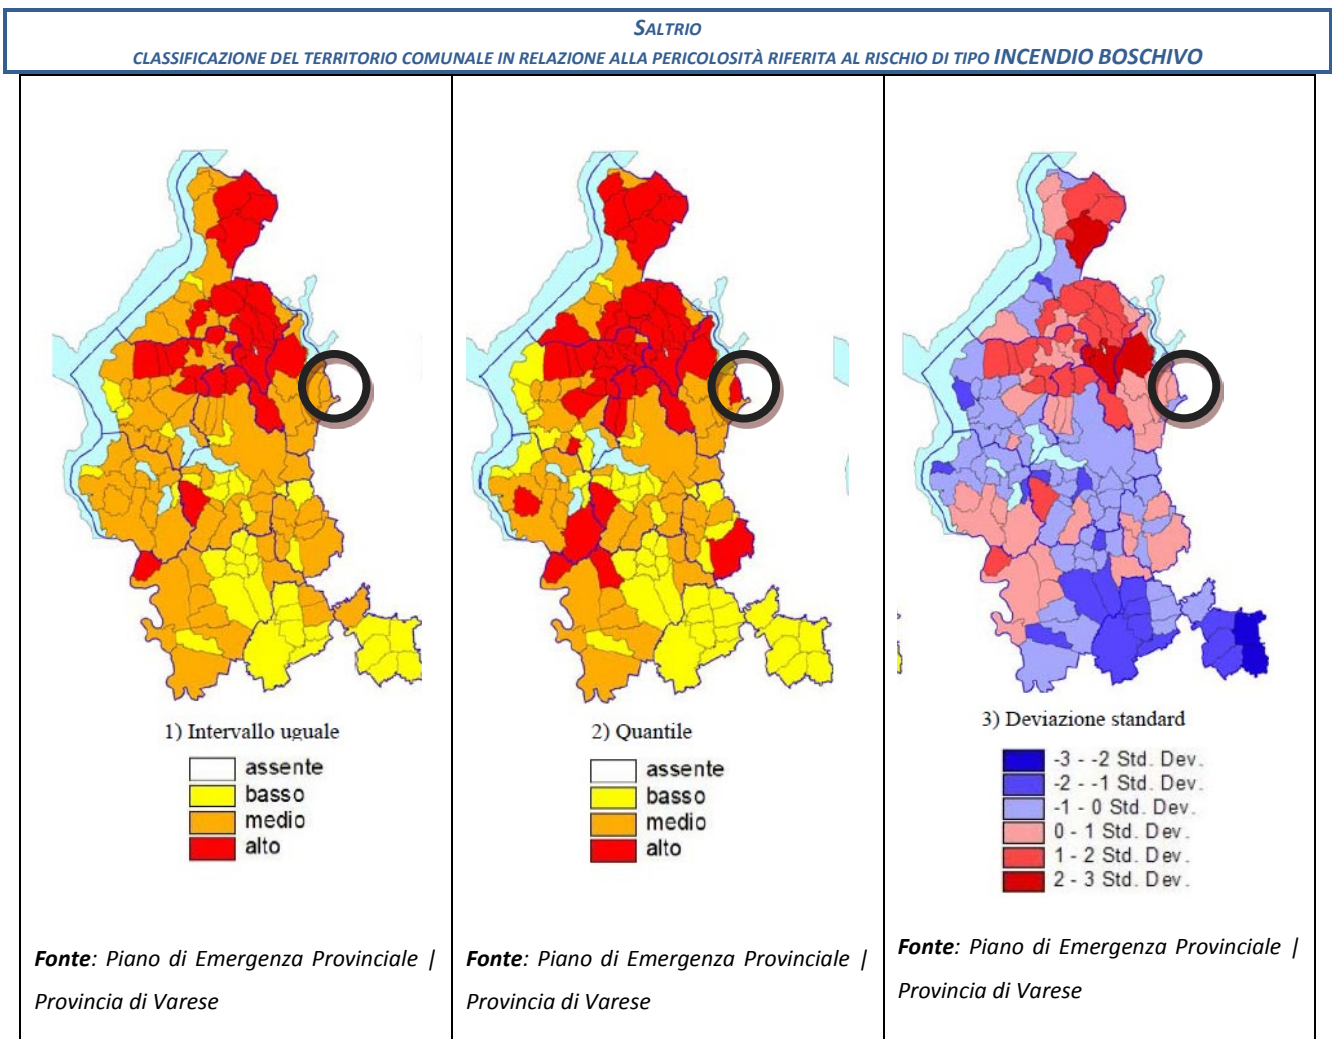 SALTRIO
CLASSIFICAZIONE DEL TERRITORIO COMUNALE IN RELAZIONE ALLA PERICOLOSITÀ RIFERITA AL RISCHIO DI TIPO INCENDIO BOSCHIVO
1) Intervallo uguale
assente
basso
medio
alto
Fonte: Piano di Emergenza Provinciale |
Provincia di Varese
2) Quantile
assente
basso
medio
alto
Fonte: Piano di Emergenza Provinciale |
Provincia di Varese
3) Deviazione standard
-3 - -2 Std. Dev.
-2 - -1 Std. Dev.
-1 - 0 Std. Dev.
0 - 1 Std. Dev.
1 - 2 Std. Dev.
2 - 3 Std. Dev.
Fonte: Piano di Emergenza Provinciale |
Provincia di Varese